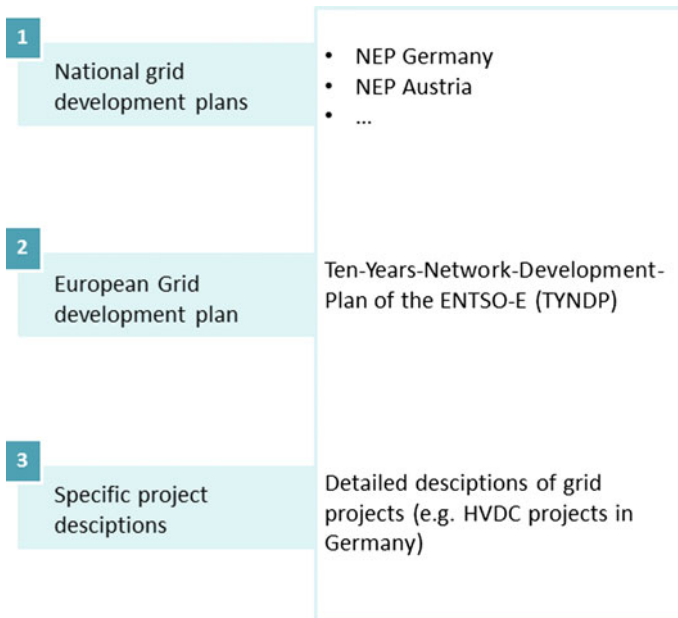 1
National grid
development plans
• NEP Germany
• NEP Austria
• ...
2
European Grid
development plan
Ten-Years-Network-Development-
Plan of the ENTSO-E (TYNDP)
3
Specific project
desciptions
Detailed desciptions of grid
projects (e.g. HVDC projects in
Germany)